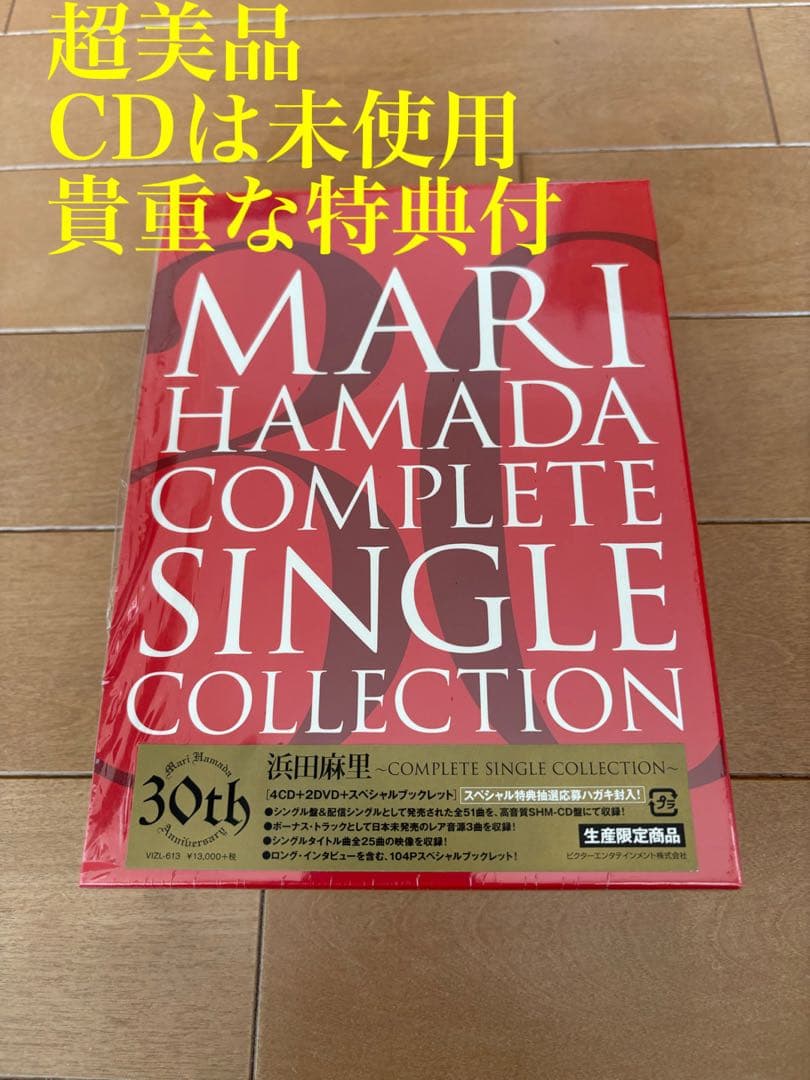 超美品
CDは未使用
貴重な特典付
MARI
HAMADA
COMPLETE
SINGLE
COLLECTION
Mari Hamada
30th
Anniversary
VIZL-613 ¥13,000+税
浜田麻里~COMPLETE SINGLE COLLECTION~
[4CD+2DVD+スペシャルブックレット] スペシャル特典抽選応募ハガキ封入!
●シングル盤&配信シングルとして発売された全51曲を、高音質SHM-CD盤にて収録!
●ボーナス・トラックとして日本未発売のレア音源3曲を収録!
●シングルタイトル曲全25曲の映像を収録!
●ロング・インタビューを含む、104Pスペシャルブックレット!
プラ
生産限定商品
ビクターエンタテインメント株式会社